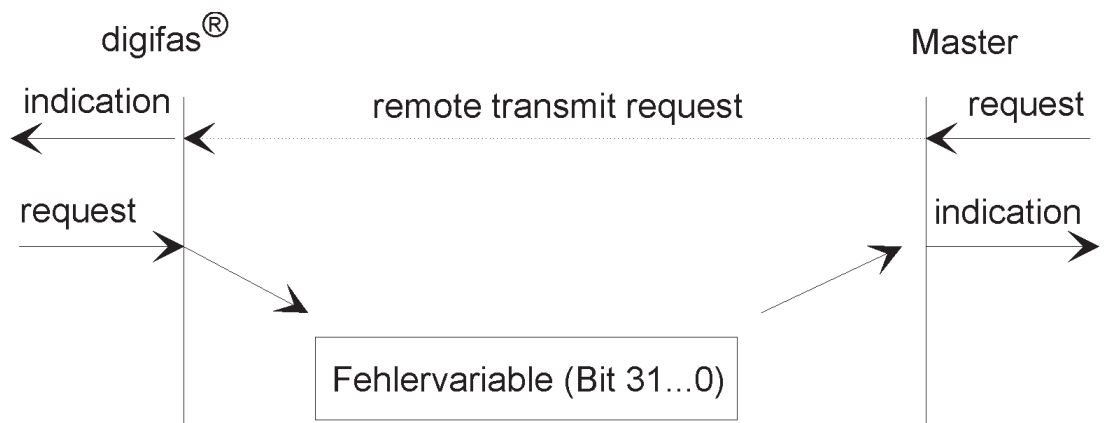 digifas®
Master
indication
remote transmit request
request
request
indication
Fehlervariable (Bit 31...0)